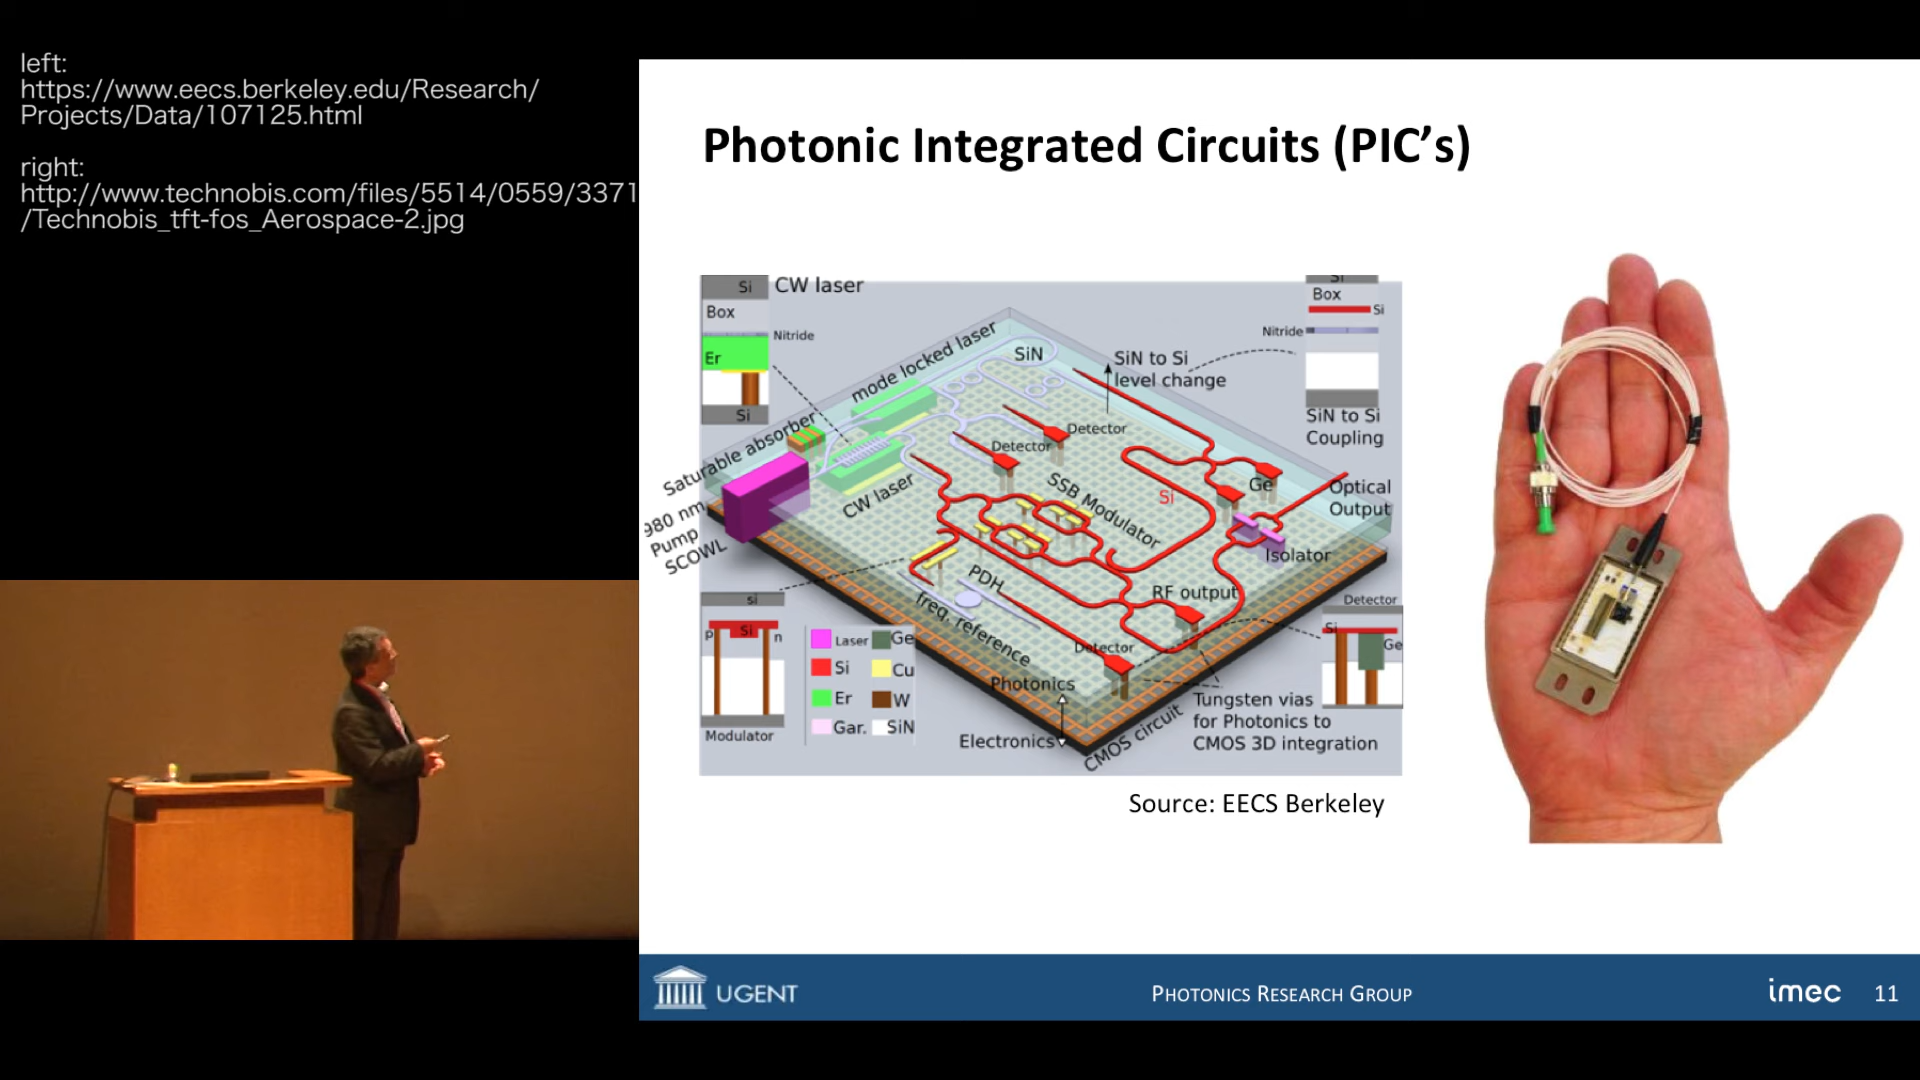 left:
https://www.eecs.berkeley.edu/Research/
Projects/Data/107125.html
right:
http://www.technobis.com/files/5514/0559/3371
/Technobis_tft-fos_Aerospace-2.jpg
Photonic Integrated Circuits (PIC’s)
Si
CW laser
Box
Nitride
Er
Si
mode locked laser
SiN
SiN to Si
level change
Si
Box
Si
Nitride
SiN to Si
Coupling
Saturable absorber
Detector
Detector
CW laser
SSB Modulator
Si
Ge
Optical
Output
980 nm
Pump
SCOWL
Isolator
PDH
freq. reference
RF output
Detector
si
p
Si
n
Modulator
Laser
Ge
Si
Cu
Er
W
Gar.
SiN
Detector
Si
Ge
Photonics
Electronics
CMOS circuit
Tungsten vias
for Photonics to
CMOS 3D integration
Source: EECS Berkeley
UGENT
PHOTONICS RESEARCH GROUP
imec
11